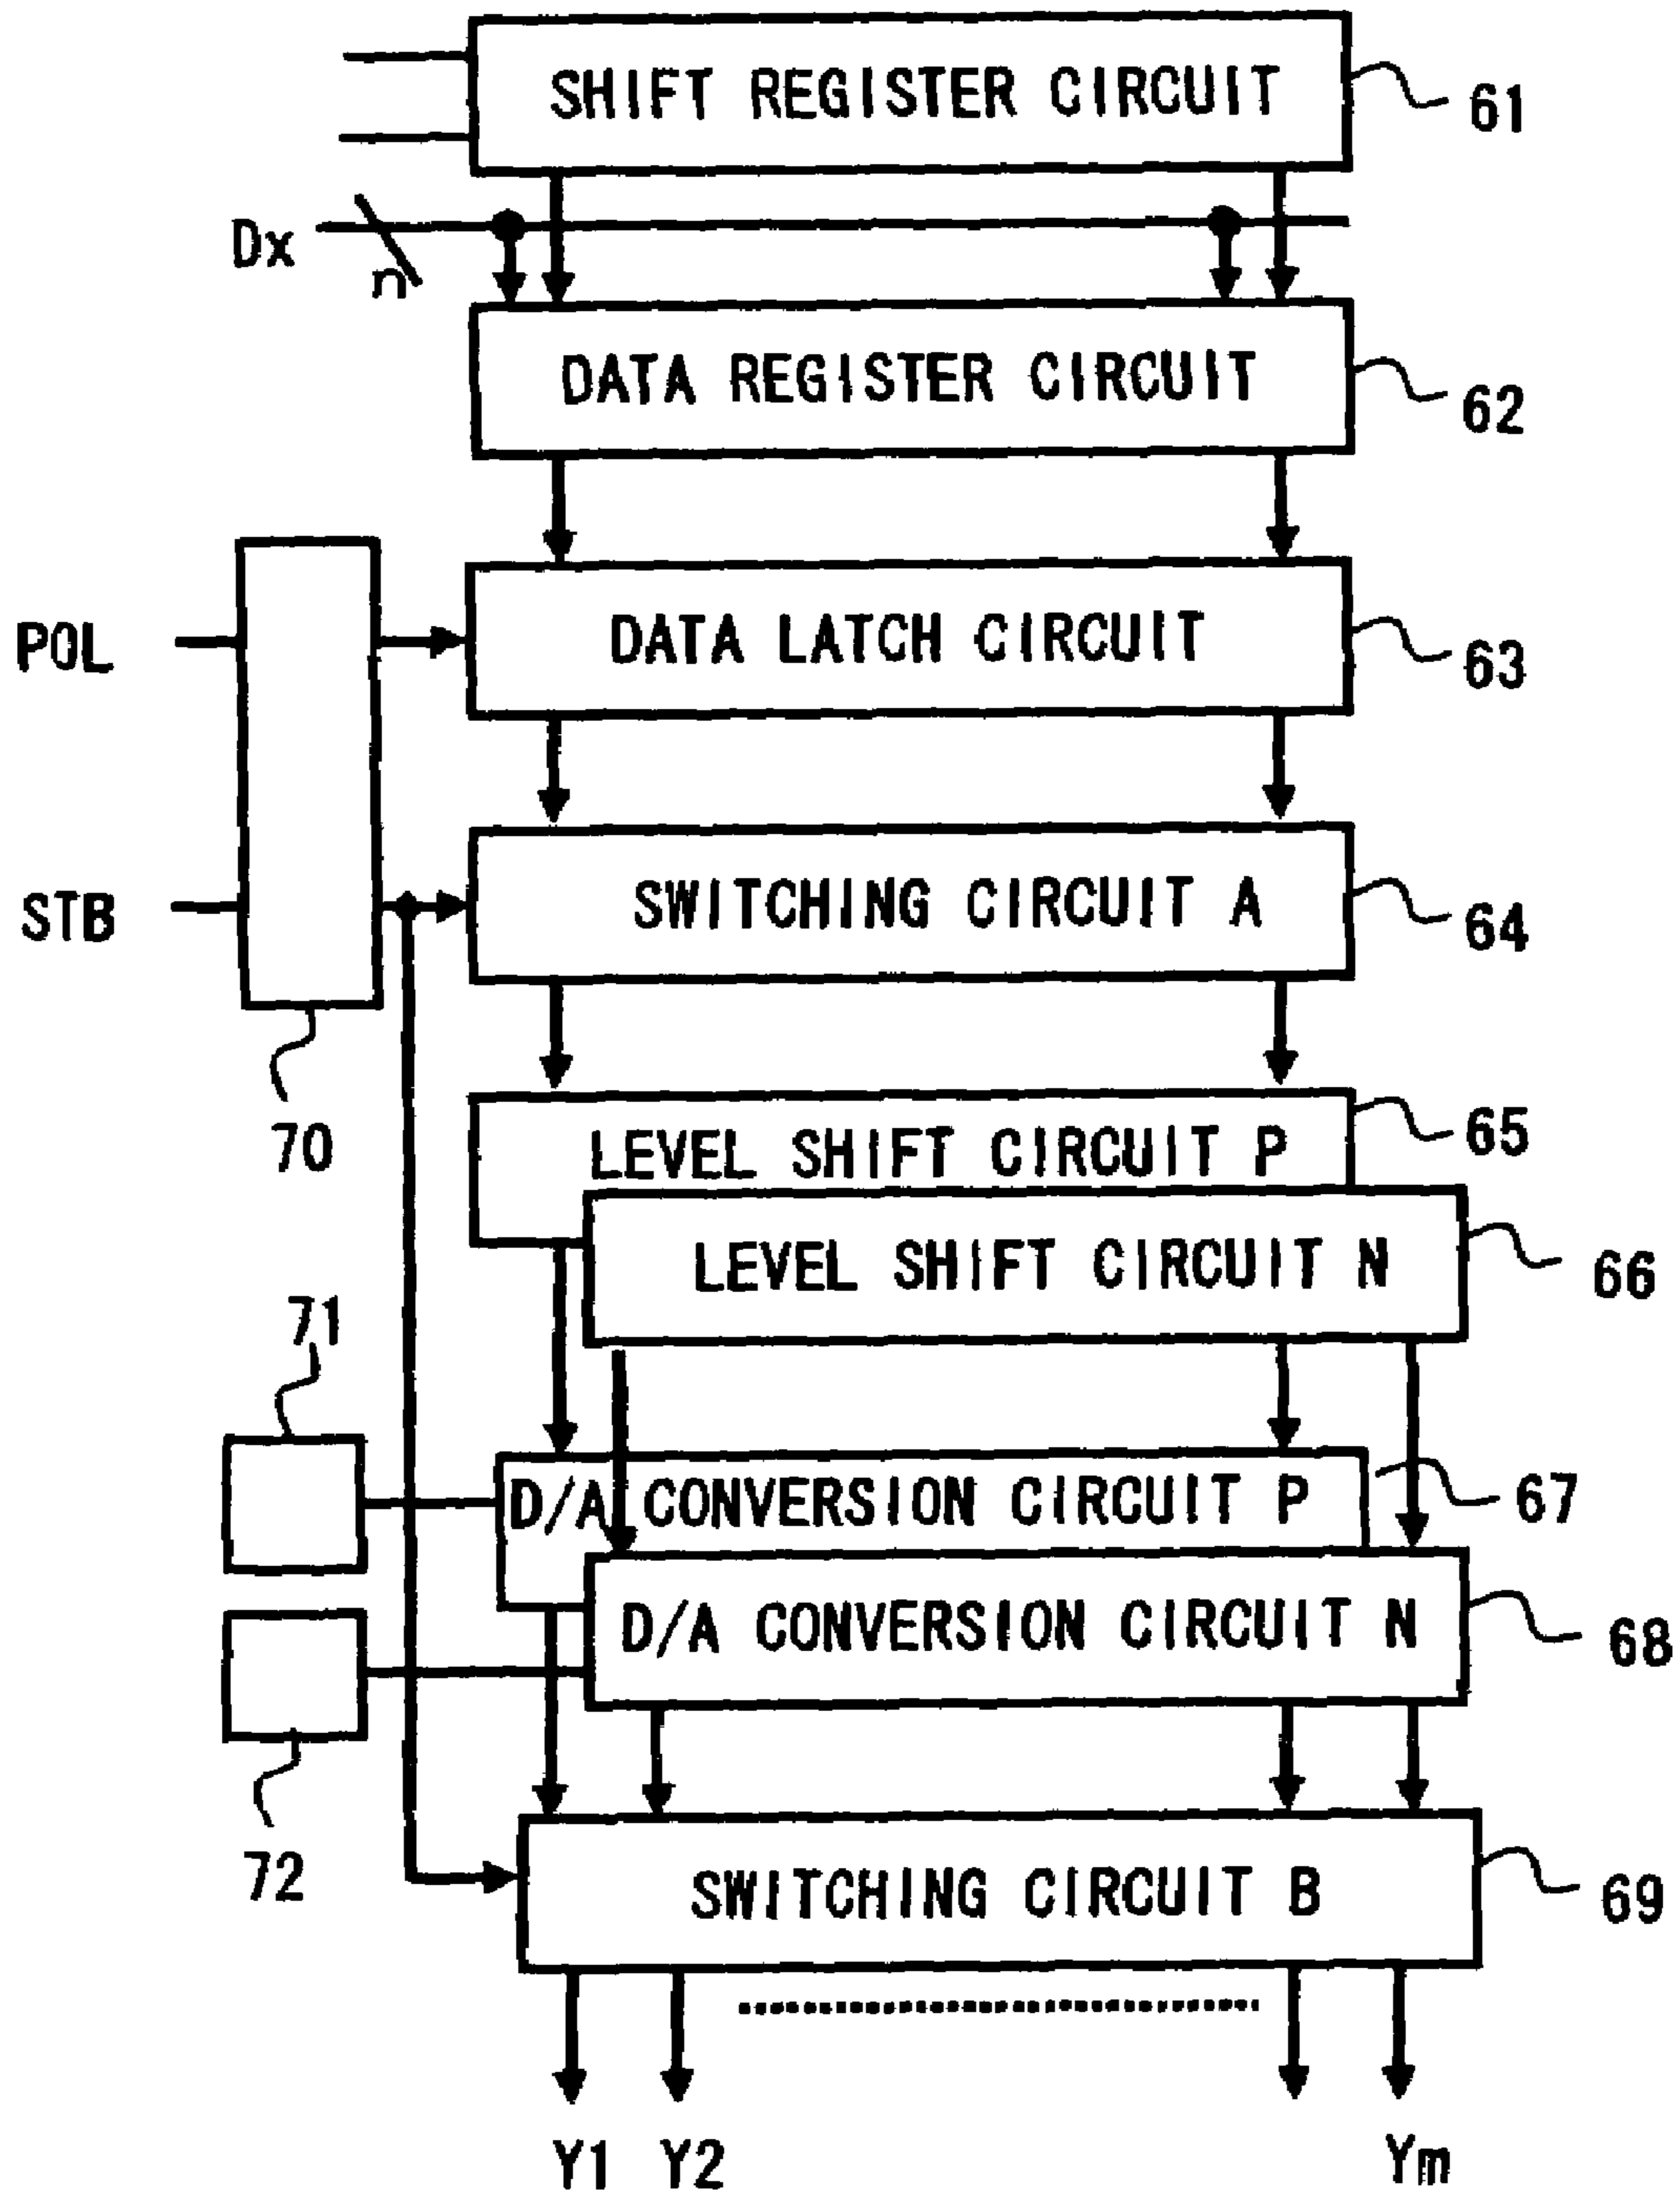 SHIFT REGISTER CIRCUIT
61
Dx
n
DATA REGISTER CIRCUIT
62
POL
DATA LATCH CIRCUIT
63
STB
SWITCHING CIRCUIT A
64
70
LEVEL SHIFT CIRCUIT P
65
LEVEL SHIFT CIRCUIT N
66
71
D/A CONVERSION CIRCUIT P
67
D/A CONVERSION CIRCUIT N
68
72
SWITCHING CIRCUIT B
69
Y1 Y2 Ym